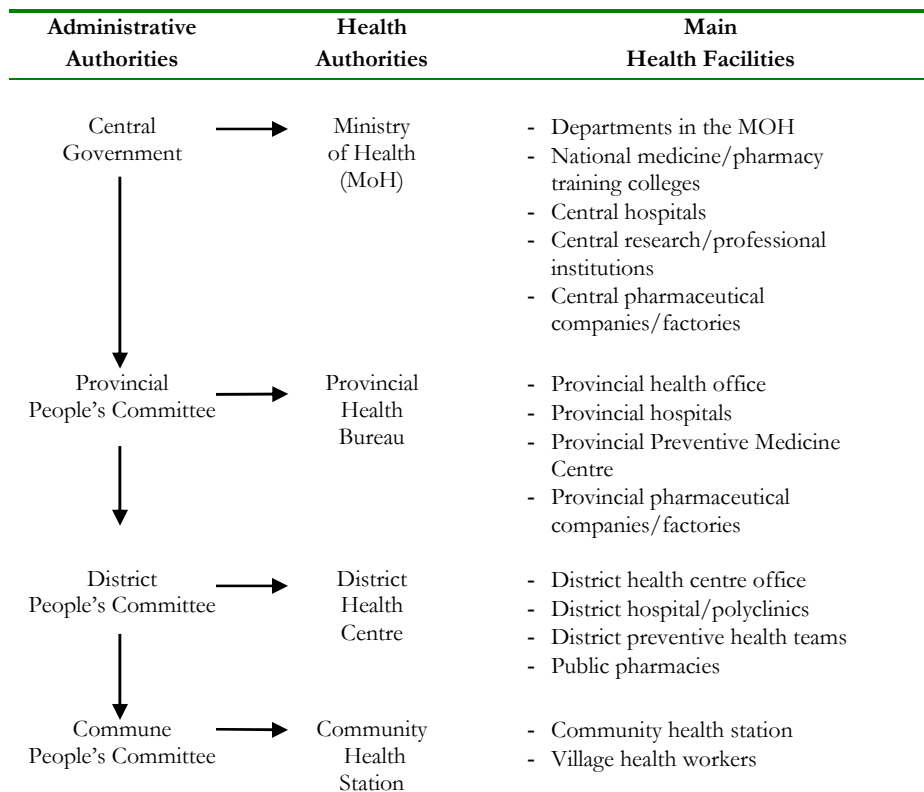 Administrative Authorities
Health Authorities
Main Health Facilities
Central
Government
Ministry
of Health
(MoH)
- Departments in the MOH
- National medicine/pharmacy
training colleges
- Central hospitals
- Central research/professional
institutions
- Central pharmaceutical
companies/factories
Provincial
People's Committee
Provincial
Health
Bureau
- Provincial health office
- Provincial hospitals
- Provincial Preventive Medicine
Centre
- Provincial pharmaceutical
companies/factories
District
People's Committee
District
Health
Centre
- District health centre office
- District hospital/polyclinics
- District preventive health teams
- Public pharmacies
Commune
People's Committee
Community
Health
Station
- Community health station
- Village health workers